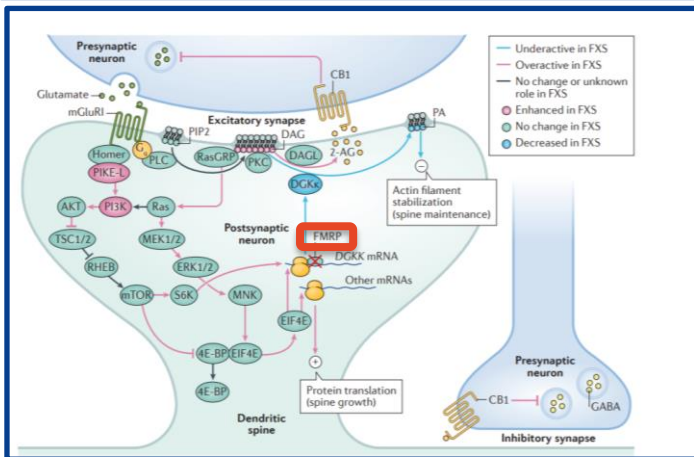 Presynaptic
neuron
CB1
Glutamate
mGluRI
Excitatory synapse
PIP2
DAG
PA
Homer
Gq
PLC
RasGRP
PKC
DAGL
2-AG
PIKE-L
DGKκ
AKT
PI3K
Ras
Actin filament
stabilization
(spine maintenance)
Postsynaptic
neuron
FMRP
TSC1/2
MEK1/2
DGKK mRNA
RHEB
ERK1/2
Other mRNAs
mTOR
S6K
MNK
EIF4E
4E-BP
EIF4E
4E-BP
Protein translation
(spine growth)
Dendritic
spine
Underactive in FXS
Overactive in FXS
No change or unknown
role in FXS
Enhanced in FXS
No change in FXS
Decreased in FXS
Presynaptic
neuron
CB1
GABA
Inhibitory synapse